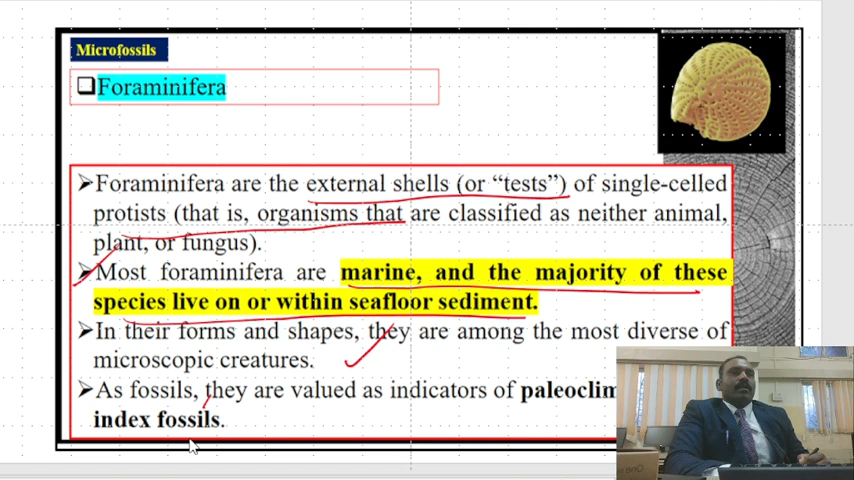 Microfossils
Foraminifera
Foraminifera are the external shells (or “tests”) of single-celled
protists (that is, organisms that are classified as neither animal,
plant, or fungus).
Most foraminifera are marine, and the majority of these
species live on or within seafloor sediment.
In their forms and shapes, they are among the most diverse of
microscopic creatures.
As fossils, they are valued as indicators of
index fossils.